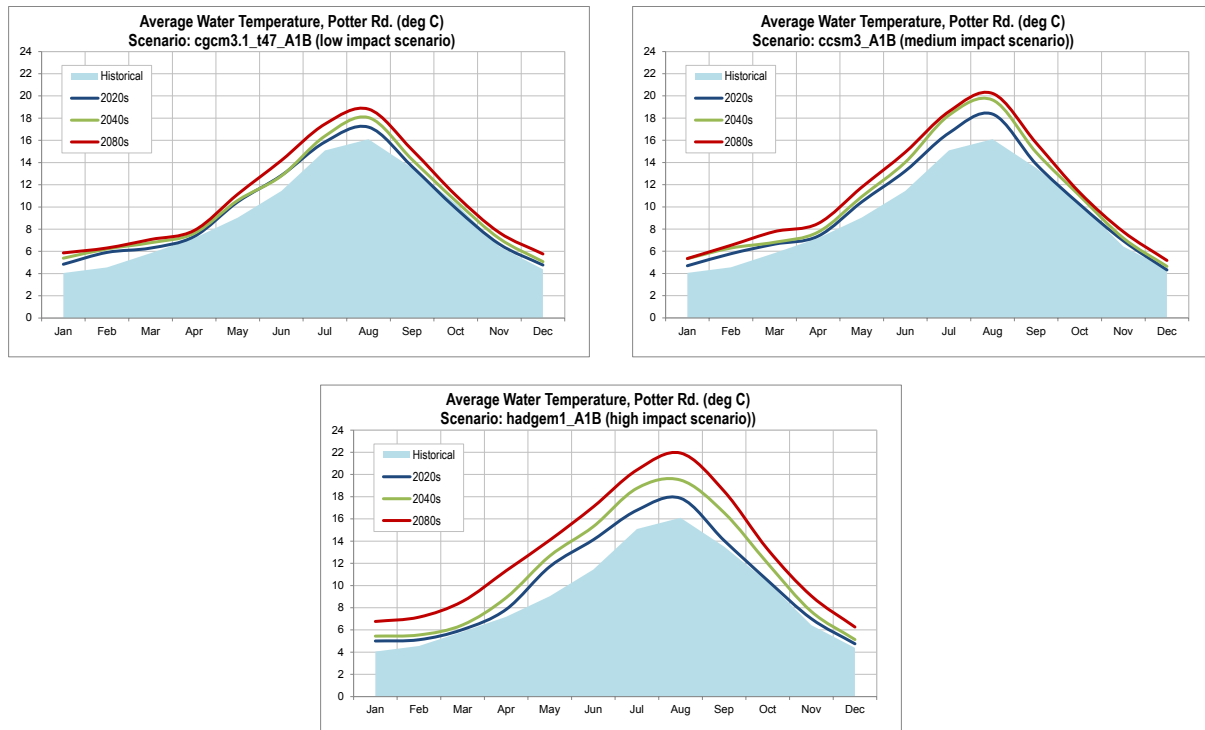 Average Water Temperature, Potter Rd. (deg C)
Scenario: cgcm3.1_t47_A1B (low impact scenario)
24
22
20
18
16
14
12
10
8
6
4
2
0
Historical
2020s
2040s
2080s
Jan Feb Mar Apr May Jun Jul Aug Sep Oct Nov Dec
Average Water Temperature, Potter Rd. (deg C)
Scenario: ccsm3_A1B (medium impact scenario))
24
22
20
18
16
14
12
10
8
6
4
2
0
Historical
2020s
2040s
2080s
Jan Feb Mar Apr May Jun Jul Aug Sep Oct Nov Dec
Average Water Temperature, Potter Rd. (deg C)
Scenario: hadgem1_A1B (high impact scenario))
24
22
20
18
16
14
12
10
8
6
4
2
0
Historical
2020s
2040s
2080s
Jan Feb Mar Apr May Jun Jul Aug Sep Oct Nov Dec